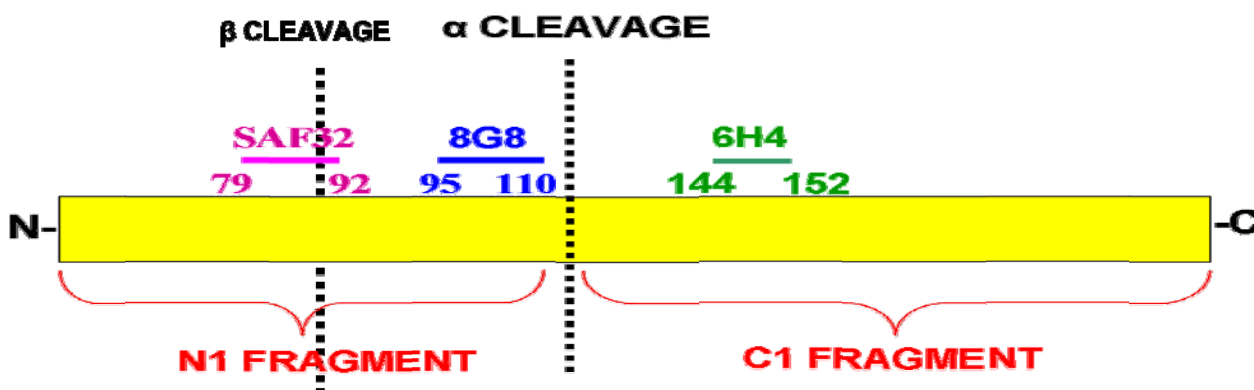 β CLEAVAGE α CLEAVAGE
SAF32 8G8 6H4
79 92 95 110 144 152
N- -C
N1 FRAGMENT C1 FRAGMENT